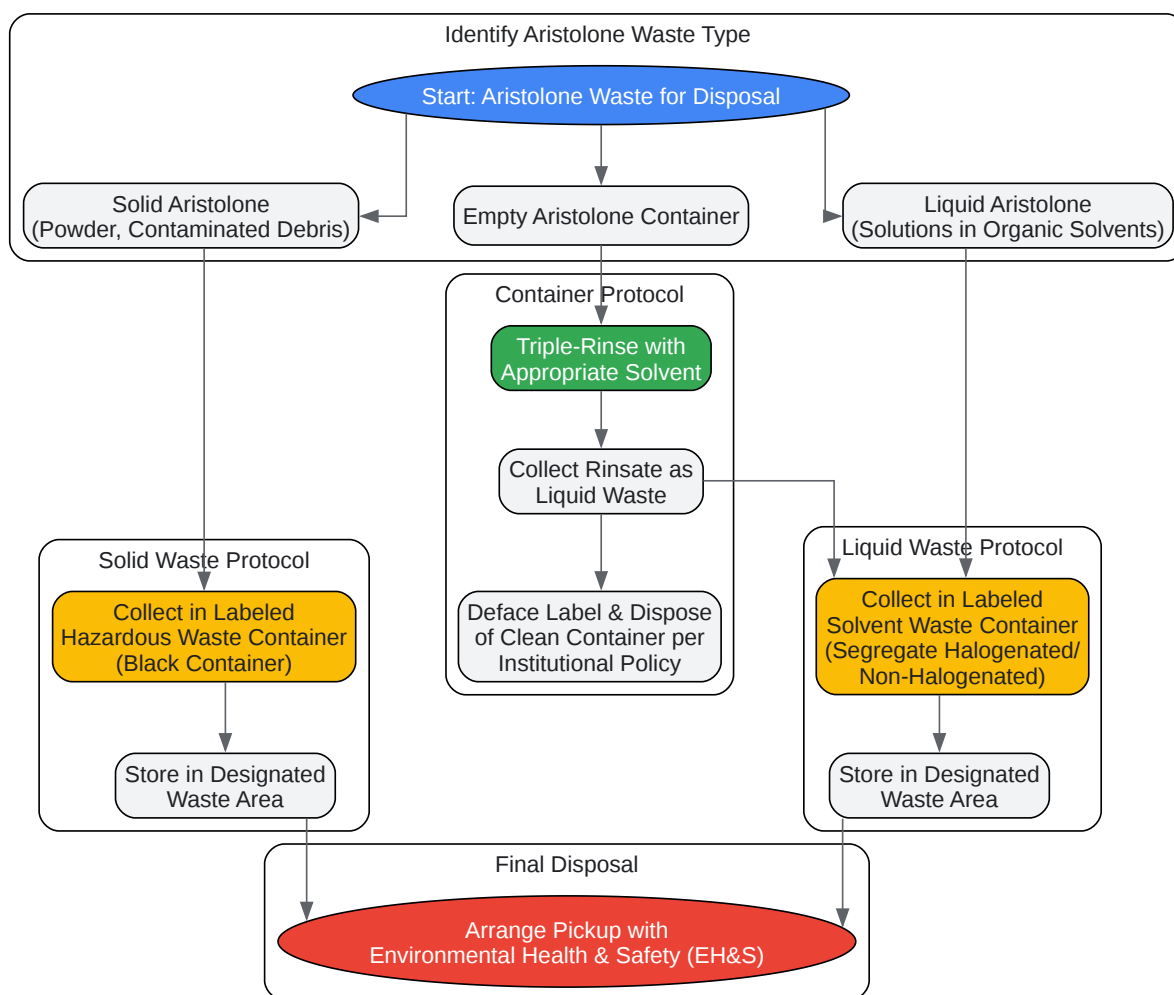 Identify Aristolone Waste Type
Start: Aristolone Waste for Disposal
Solid Aristolone
(Powder, Contaminated Debris)
Empty Aristolone Container
Liquid Aristolone
(Solutions in Organic Solvents)
Container Protocol
Triple-Rinse with
Appropriate Solvent
Collect Rinsate as
Liquid Waste
Deface Label & Dispose
of Clean Container per
Institutional Policy
Solid Waste Protocol
Collect in Labeled
Hazardous Waste Container
(Black Container)
Store in Designated
Waste Area
Liquid Waste Protocol
Collect in Labeled
Solvent Waste Container
(Segregate Halogenated/
Non-Halogenated)
Store in Designated
Waste Area
Final Disposal
Arrange Pickup with
Environmental Health & Safety (EH&S)